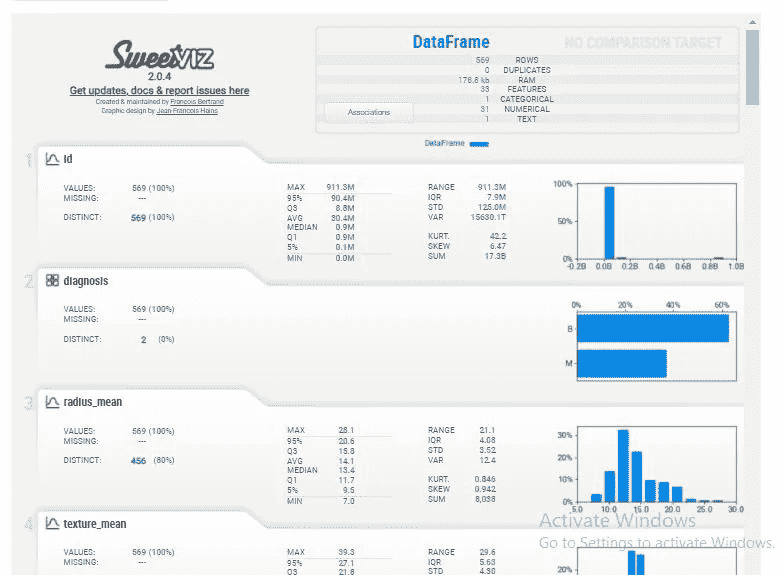 SweetVIZ
2.0.4
Get updates, docs & report issues here
Created & maintained by Francois Bertrand
Graphic design by Jean-Francois Hains
DataFrame
NO COMPARISON TARGET
569 ROWS
0 DUPLICATES
178.8 kb RAM
33 FEATURES
1 CATEGORICAL
31 NUMERICAL
1 TEXT
Associations
DataFrame
1
id
VALUES: 569 (100%)
MISSING: ---
DISTINCT: 569 (100%)
MAX 911.3M
95% 90.4M
Q3 8.8M
AVG 30.4M
MEDIAN 0.9M
Q1 0.9M
5% 0.1M
MIN 0.0M
RANGE 911.3M
IQR 7.9M
STD 125.0M
VAR 15630.1T
KURT. 42.2
SKEW 6.47
SUM 17.3B
100%
50%
0%
-0.2B 0.0B 0.2B 0.4B 0.6B 0.8B 1.0B
2
diagnosis
VALUES: 569 (100%)
MISSING: ---
DISTINCT: 2 (0%)
0% 20% 40% 60%
B
M
3
radius_mean
VALUES: 569 (100%)
MISSING: ---
DISTINCT: 456 (80%)
MAX 28.1
95% 20.6
Q3 15.8
AVG 14.1
MEDIAN 13.4
Q1 11.7
5% 9.5
MIN 7.0
RANGE 21.1
IQR 4.08
STD 3.52
VAR 12.4
KURT. 0.846
SKEW 0.942
SUM 8,038
30%
20%
10%
0%
5.0 10.0 15.0 20.0 25.0 30.0
4
texture_mean
VALUES: 569 (100%)
MISSING: ---
MAX 39.3
95% 27.1
Q3 21.8
RANGE 29.6
IQR 5.63
STD 4.30
20%
Activate Windows
Go to Settings to activate Windows.